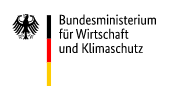 Bundesministerium
für Wirtschaft
und Klimaschutz